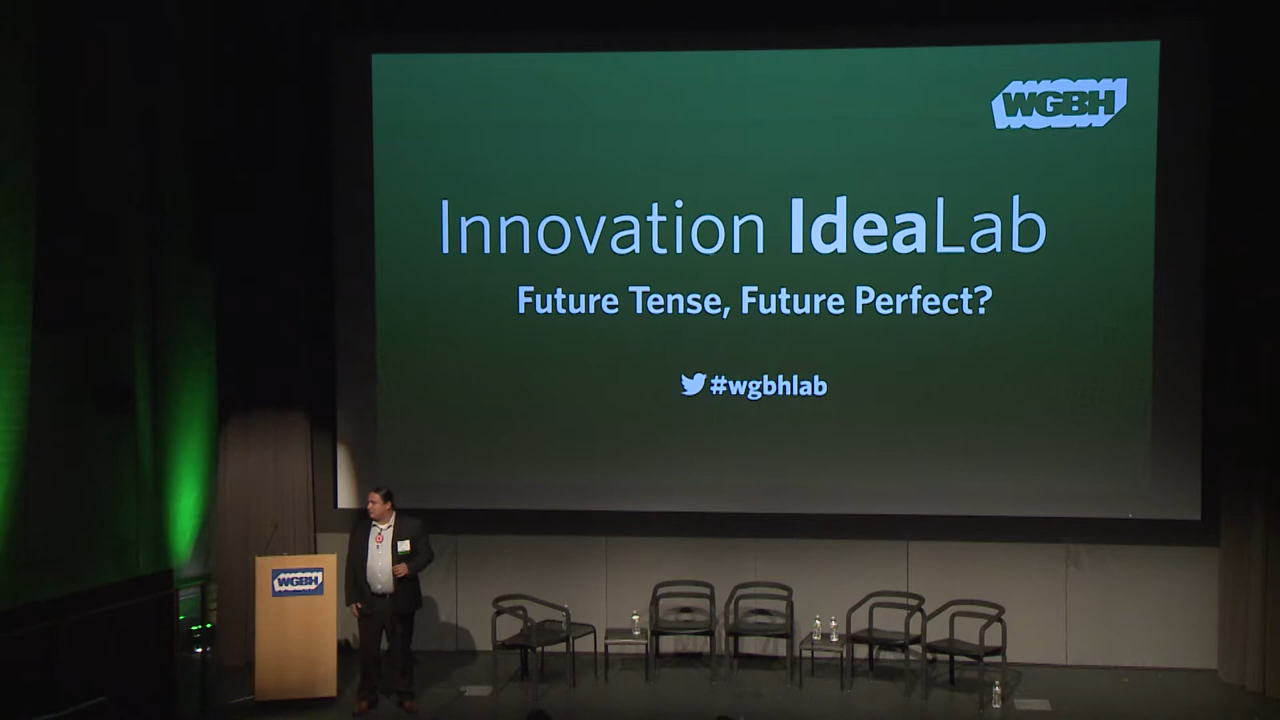 WGBH
Innovation IdeaLab
Future Tense, Future Perfect?
#wgbhlab
WGBH